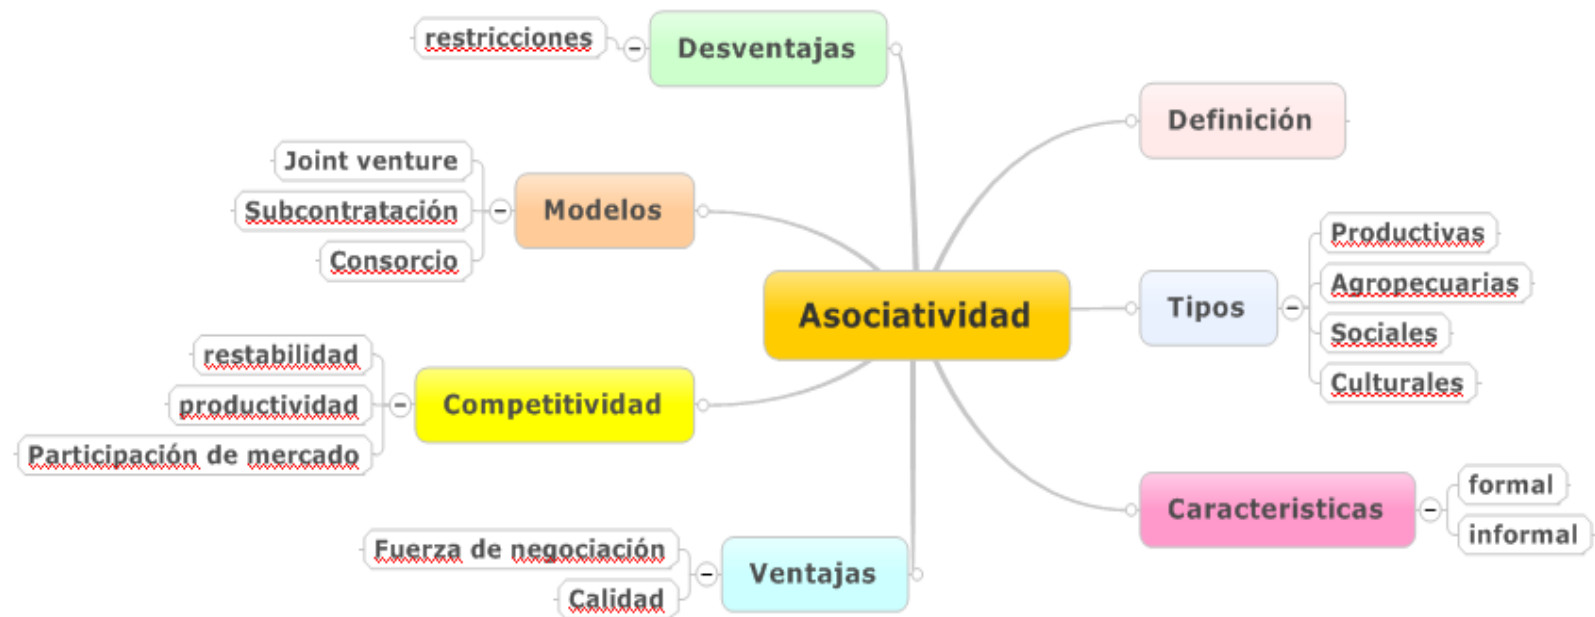 restricciones
Desventajas
Definición
Joint venture
Subcontratación
Consorcio
Modelos
Asociatividad
Tipos
Productivas
Agropecuarias
Sociales
Culturales
restabilidad
productividad
Participación de mercado
Competitividad
Caracteristicas
formal
informal
Fuerza de negociación
Calidad
Ventajas